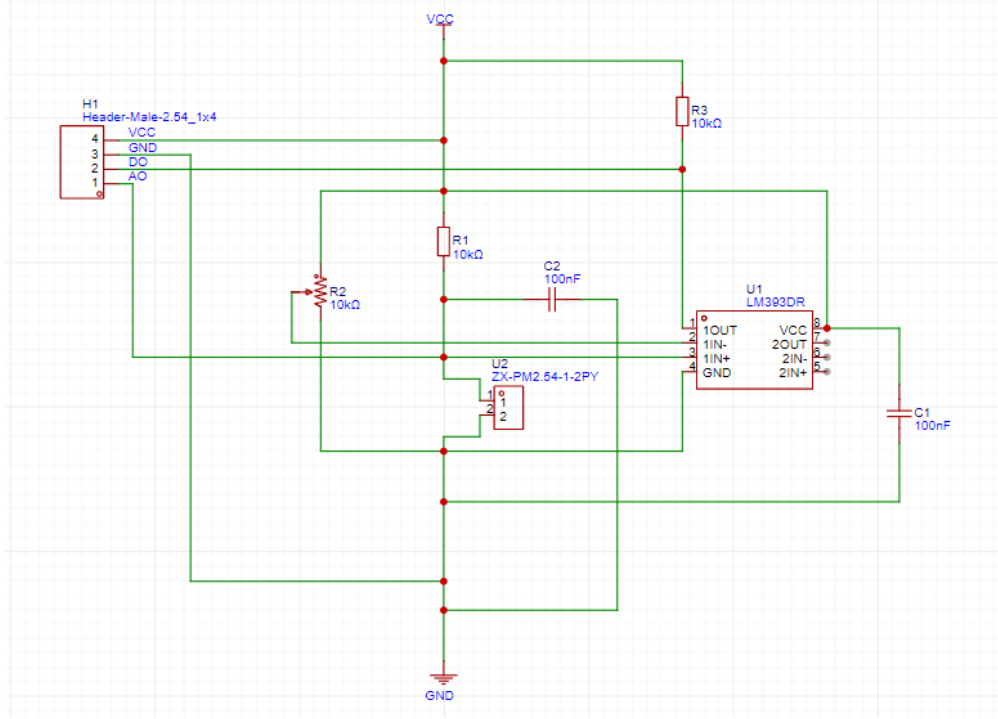 VCC
H1
Header-Male-2.54_1x4
4 VCC
3 GND
2 DO
1 AO
R3
10kΩ
R1
10kΩ
C2
100nF
R2
10kΩ
U1
LM393DR
1 1OUT VCC 8
2 1IN- 2OUT 7
3 1IN+ 2IN- 6
4 GND 2IN+ 5
U2
ZX-PM2.54-1-2PY
1 1
2 2
C1
100nF
GND